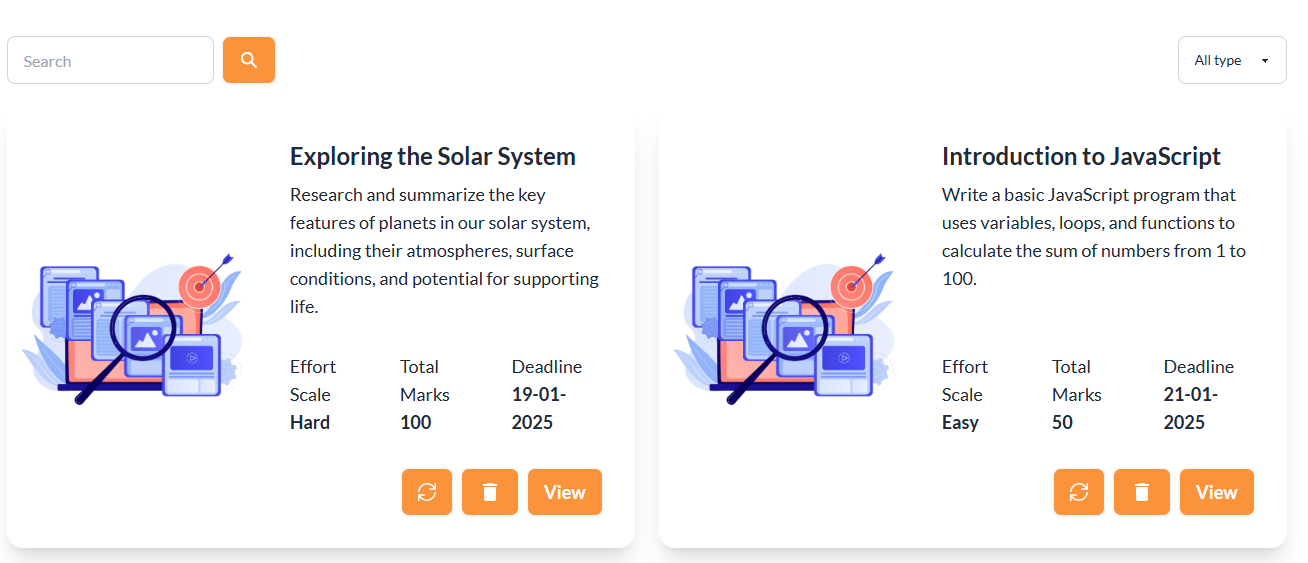 Search
All type
Exploring the Solar System
Research and summarize the key
features of planets in our solar system,
including their atmospheres, surface
conditions, and potential for supporting
life.
Effort
Scale
Hard
Total
Marks
100
Deadline
19-01-
2025
View
Introduction to JavaScript
Write a basic JavaScript program that
uses variables, loops, and functions to
calculate the sum of numbers from 1 to
100.
Effort
Scale
Easy
Total
Marks
50
Deadline
21-01-
2025
View